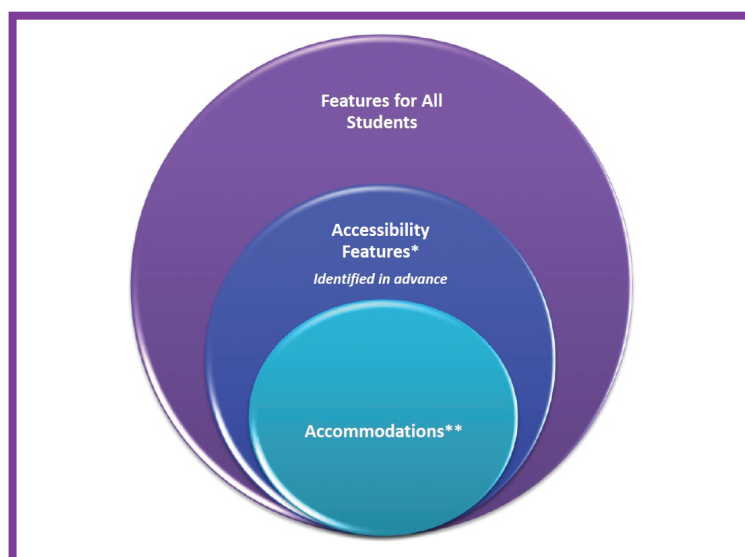 Features for All
Students
Accessibility
Features*
Identified in advance
Accommodations**